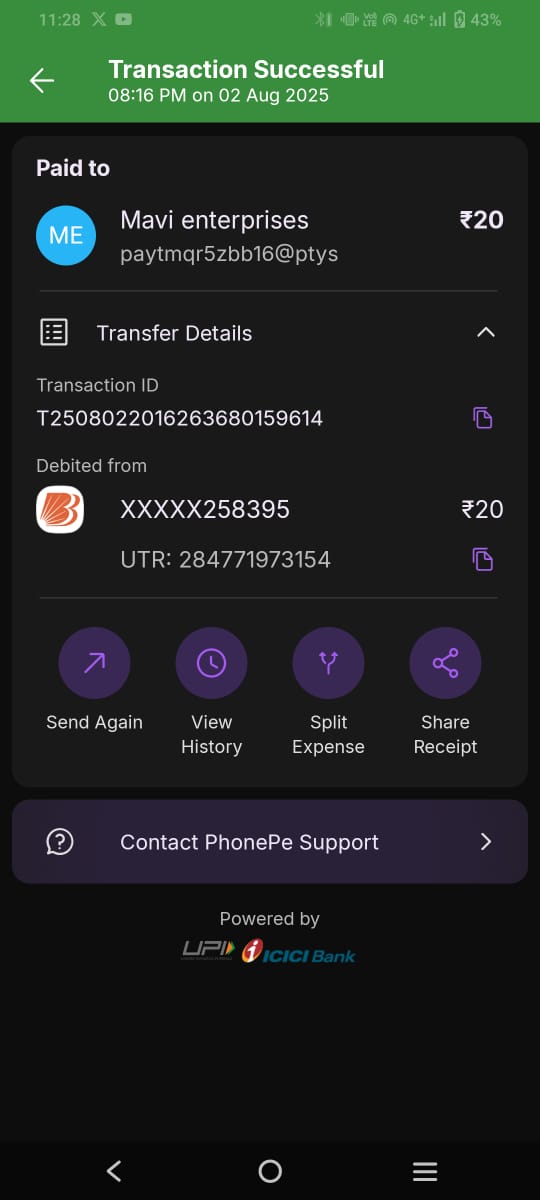 11:28
4G+
43%
Transaction Successful
08:16 PM on 02 Aug 2025
Paid to
ME
Mavi enterprises
₹20
paytmqr5zbb16@ptys
Transfer Details
Transaction ID
T2508022016263680159614
Debited from
XXXXX258395
₹20
UTR: 284771973154
Send Again
View History
Split Expense
Share Receipt
Contact PhonePe Support
Powered by
UPI
ICICI Bank